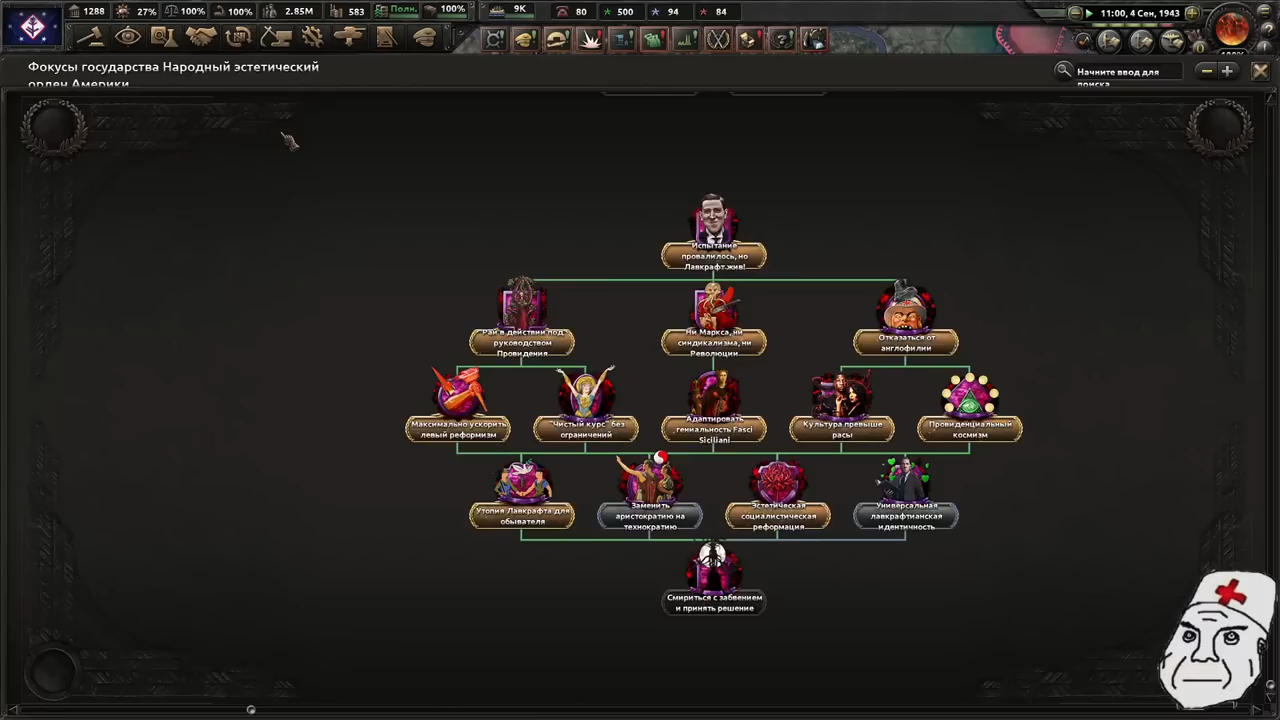 1288
27%
100%
100%
2.85M
583
Полн.
100%
9K
80
500
94
84
11:00, 4 Сен, 1943
Фокусы государства Народный эстетический
орден Америки
Начните ввод для
поиска
Испытание
провалилось, но
Лавкрафт жив!
Рай в действии под
руководством
Провидения
Ни Маркса, ни
синдикализма, ни
Революции
Отказаться от
англофилии
Максимально ускорить
левый реформизм
"Чистый курс" без
ограничений
Адаптировать
гениальность Fasci
Siciliani
Культура превыше
расы
Провиденциальный
космизм
Утопия Лавкрафта для
обывателя
Заменить
аристократию на
технократию
Эстетическая
социалистическая
реформация
Универсальная
лавкрафтианская
идентичность
Смириться с забвением
и принять решение